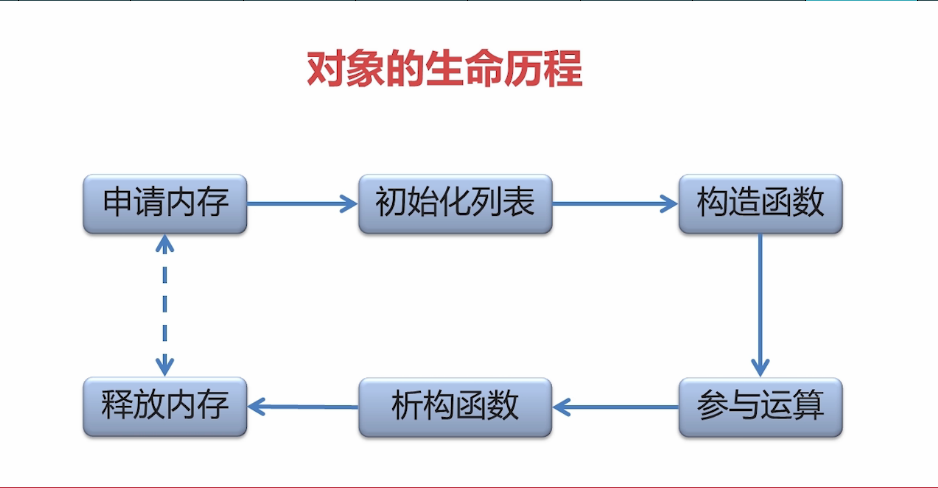 对象的生命历程
申请内存
初始化列表
构造函数
释放内存
析构函数
参与运算